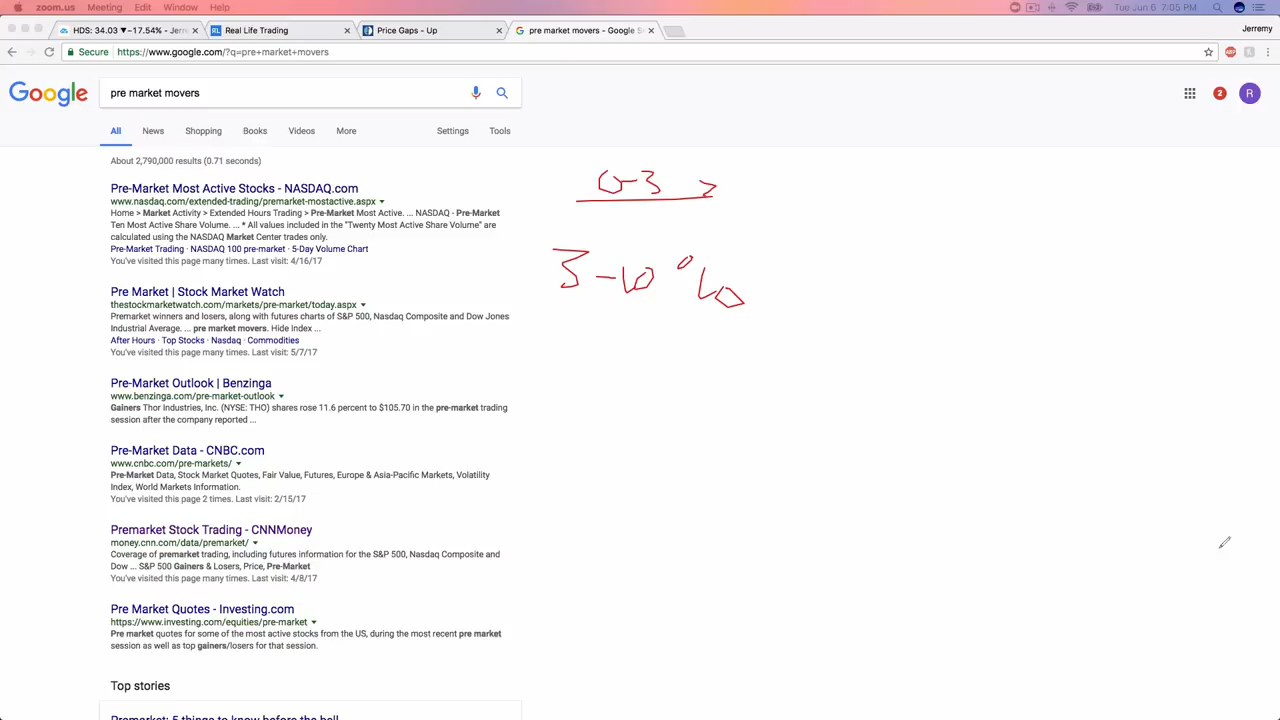 zoom.us Meeting Edit Window Help Tue Jun 6 7:05 PM
HDS: 34.03 ▼-17.54% - Jerre
Real Life Trading
Price Gaps - Up
pre market movers - Google Se
Jerremy
Secure https://www.google.com/?q=pre+market+movers
Google
pre market movers
2 R
All News Shopping Books Videos More Settings Tools
About 2,790,000 results (0.71 seconds)
Pre-Market Most Active Stocks - NASDAQ.com
www.nasdaq.com/extended-trading/premarket-mostactive.aspx
Home > Market Activity > Extended Hours Trading > Pre-Market Most Active. ... NASDAQ - Pre-Market
Ten Most Active Share Volume. ... * All values included in the "Twenty Most Active Share Volume" are
calculated using the NASDAQ Market Center trades only.
Pre-Market Trading · NASDAQ 100 pre-market · 5-Day Volume Chart
You've visited this page many times. Last visit: 4/16/17
0-3
3-10 %
Pre Market | Stock Market Watch
thestockmarketwatch.com/markets/pre-market/today.aspx
Premarket winners and losers, along with futures charts of S&P 500, Nasdaq Composite and Dow Jones
Industrial Average. ... pre market movers. Hide Index ...
After Hours · Top Stocks · Nasdaq · Commodities
You've visited this page many times. Last visit: 5/7/17
Pre-Market Outlook | Benzinga
www.benzinga.com/pre-market-outlook
Gainers Thor Industries, Inc. (NYSE: THO) shares rose 11.6 percent to $105.70 in the pre-market trading
session after the company reported ...
Pre-Market Data - CNBC.com
www.cnbc.com/pre-markets/
Pre-Market Data, Stock Market Quotes, Fair Value, Futures, Europe & Asia-Pacific Markets, Volatility
Index, World Markets Information.
You've visited this page 2 times. Last visit: 2/15/17
Premarket Stock Trading - CNNMoney
money.cnn.com/data/premarket/
Coverage of premarket trading, including futures information for the S&P 500, Nasdaq Composite and
Dow ... S&P 500 Gainers & Losers, Price, Pre-Market
You've visited this page many times. Last visit: 4/8/17
Pre Market Quotes - Investing.com
https://www.investing.com/equities/pre-market
Pre market quotes for some of the most active stocks from the US, during the most recent pre market
session as well as top gainers/losers for that session.
Top stories
Premarket: 5 things to know before the bell